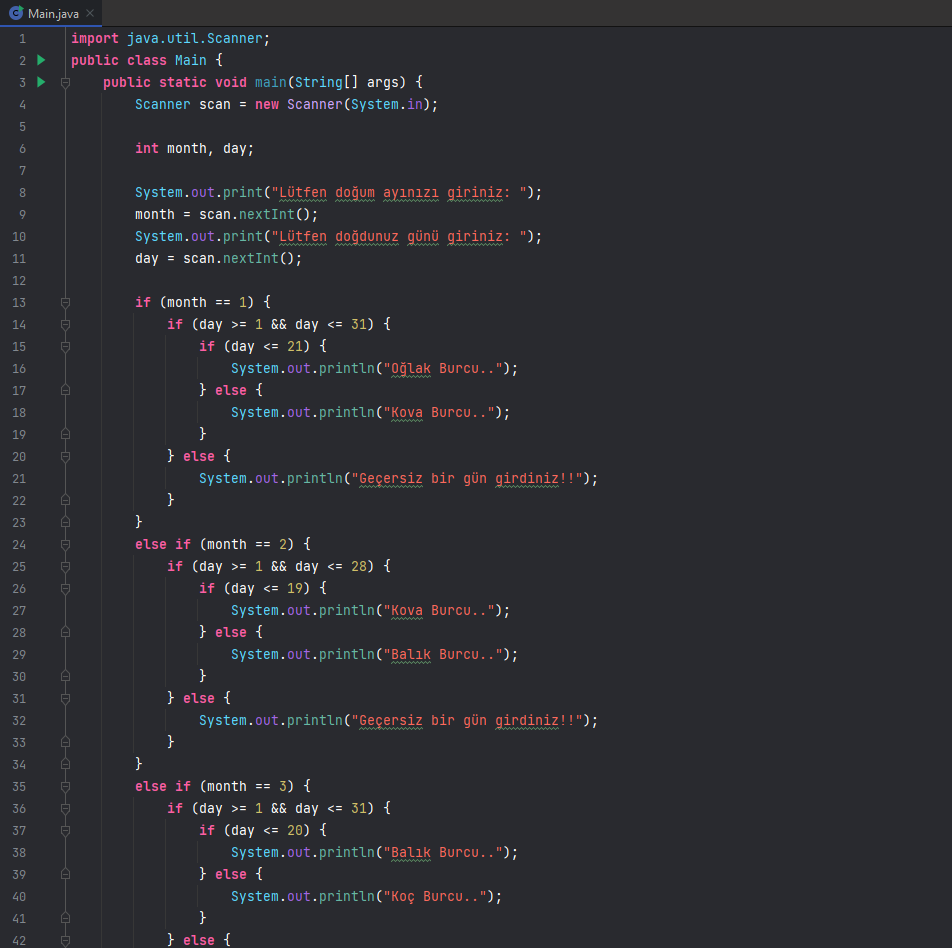 Main.java
1 import java.util.Scanner;
2 public class Main {
3 public static void main(String[] args) {
4 Scanner scan = new Scanner(System.in);
5
6 int month, day;
7
8 System.out.print("Lütfen doğum ayınızı giriniz: ");
9 month = scan.nextInt();
10 System.out.print("Lütfen doğdunuz günü giriniz: ");
11 day = scan.nextInt();
12
13 if (month == 1) {
14 if (day >= 1 && day <= 31) {
15 if (day <= 21) {
16 System.out.println("Oğlak Burcu..");
17 } else {
18 System.out.println("Kova Burcu..");
19 }
20 } else {
21 System.out.println("Geçersiz bir gün girdiniz!!");
22 }
23 }
24 else if (month == 2) {
25 if (day >= 1 && day <= 28) {
26 if (day <= 19) {
27 System.out.println("Kova Burcu..");
28 } else {
29 System.out.println("Balık Burcu..");
30 }
31 } else {
32 System.out.println("Geçersiz bir gün girdiniz!!");
33 }
34 }
35 else if (month == 3) {
36 if (day >= 1 && day <= 31) {
37 if (day <= 20) {
38 System.out.println("Balık Burcu..");
39 } else {
40 System.out.println("Koç Burcu..");
41 }
42 } else {